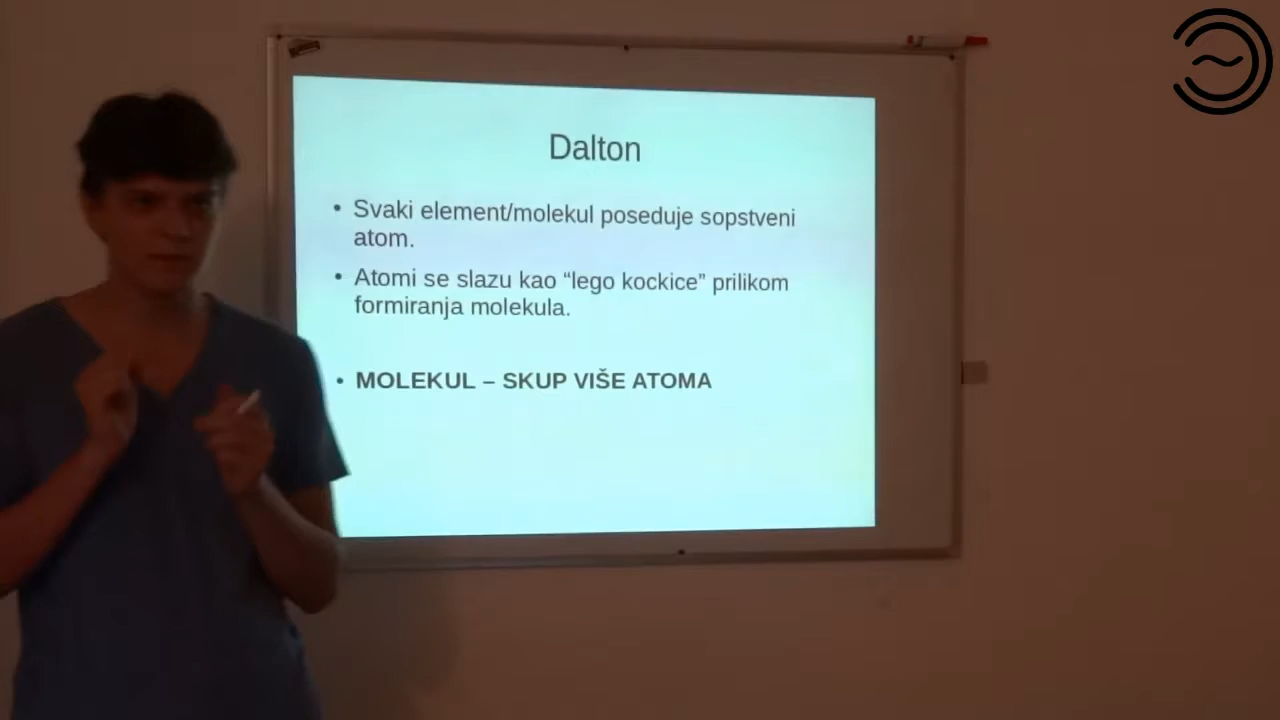 Dalton
• Svaki element/molekul poseduje sopstveni
atom.
• Atomi se slazu kao “lego kockice” prilikom
formiranja molekula.
• MOLEKUL – SKUP VIŠE ATOMA